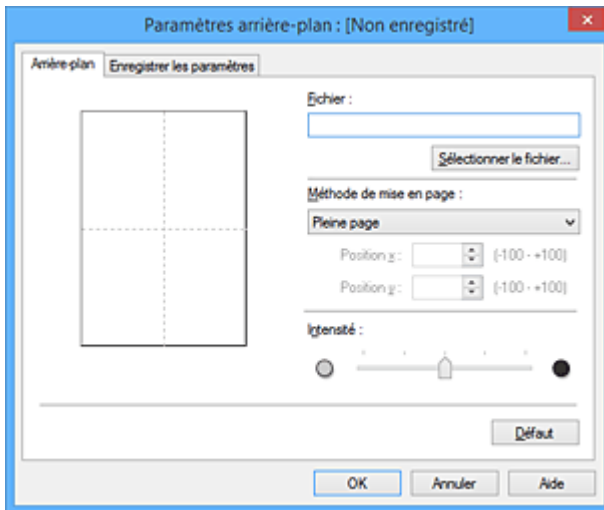 Paramètres arrière-plan : [Non enregistré]
Arrière-plan Enregistrer les paramètres
Fichier :
Sélectionner le fichier...
Méthode de mise en page :
Pleine page
Position x : (-100 - +100)
Position y : (-100 - +100)
Intensité :
Défaut
OK Annuler Aide